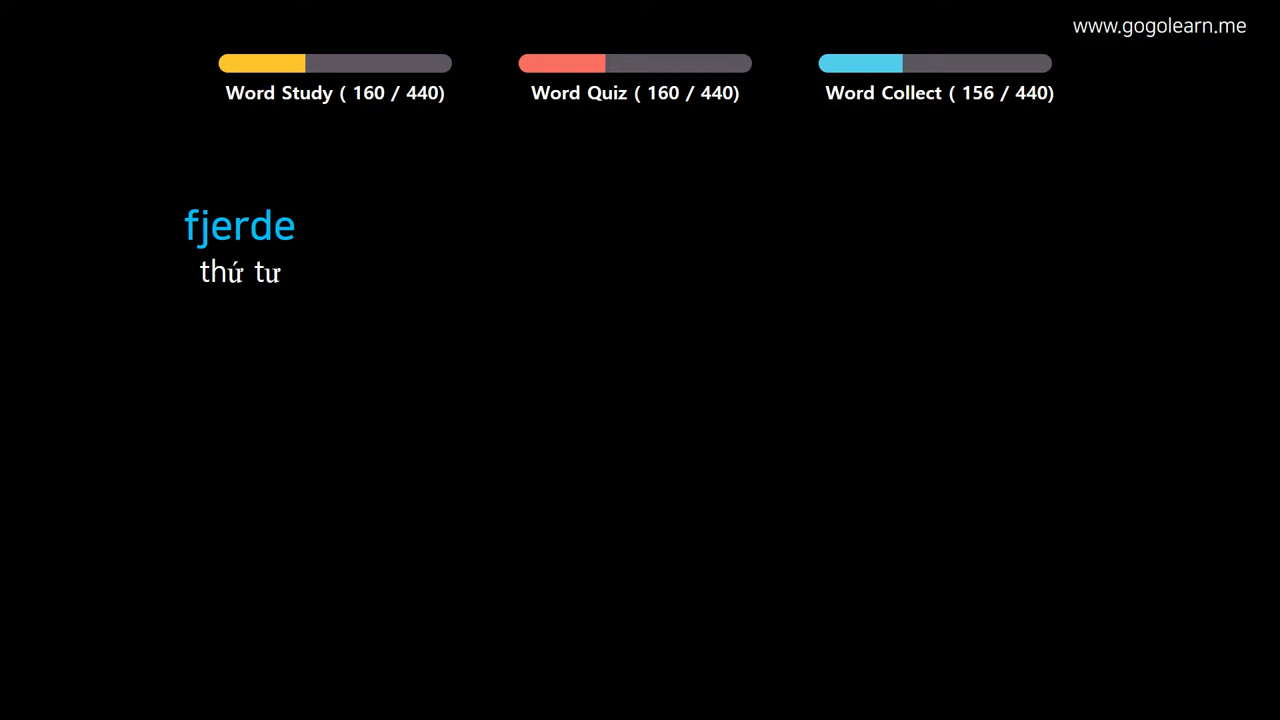 www.gogolearn.me
Word Study ( 160 / 440)
Word Quiz ( 160 / 440)
Word Collect ( 156 / 440)
fjerde
thứ tư